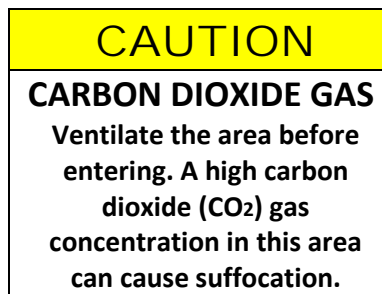 CAUTION
CARBON DIOXIDE GAS
Ventilate the area before
entering. A high carbon
dioxide (CO2) gas
concentration in this area
can cause suffocation.